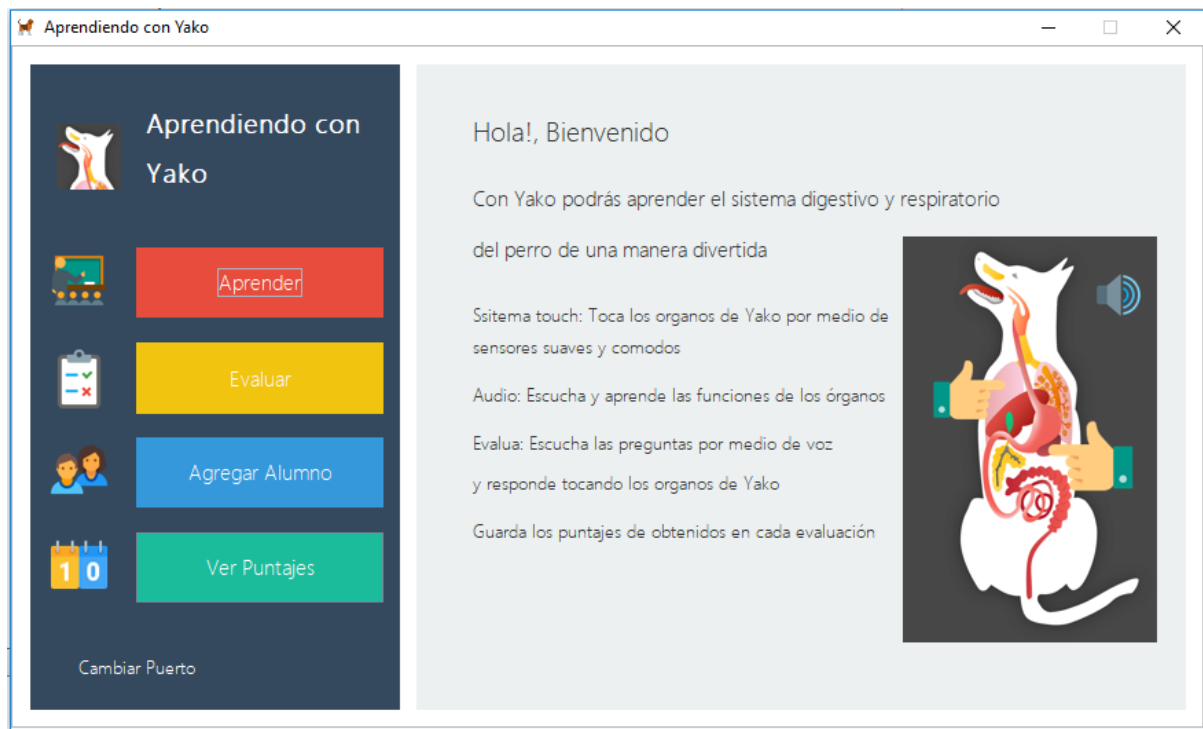 Aprendiendo con Yako
Aprendiendo con
Yako
Aprender
Evaluar
Agregar Alumno
1 0
Ver Puntajes
Cambiar Puerto
Hola!, Bienvenido
Con Yako podrás aprender el sistema digestivo y respiratorio
del perro de una manera divertida
Ssitema touch: Toca los organos de Yako por medio de
sensores suaves y comodos
Audio: Escucha y aprende las funciones de los órganos
Evalua: Escucha las preguntas por medio de voz
y responde tocando los organos de Yako
Guarda los puntajes de obtenidos en cada evaluación